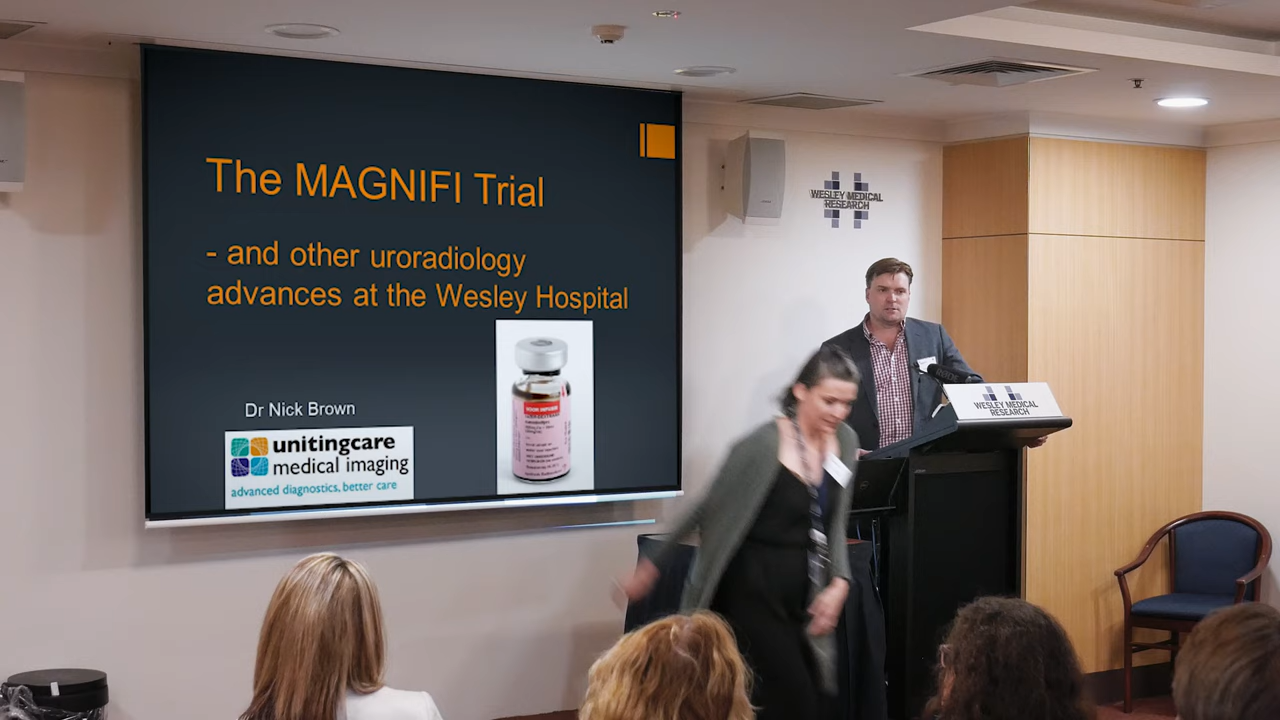 The MAGNIFI Trial
- and other uroradiology
advances at the Wesley Hospital
Dr Nick Brown
unitingcare
medical imaging
advanced diagnostics, better care
WESLEY MEDICAL
RESEARCH
WESLEY MEDICAL
RESEARCH